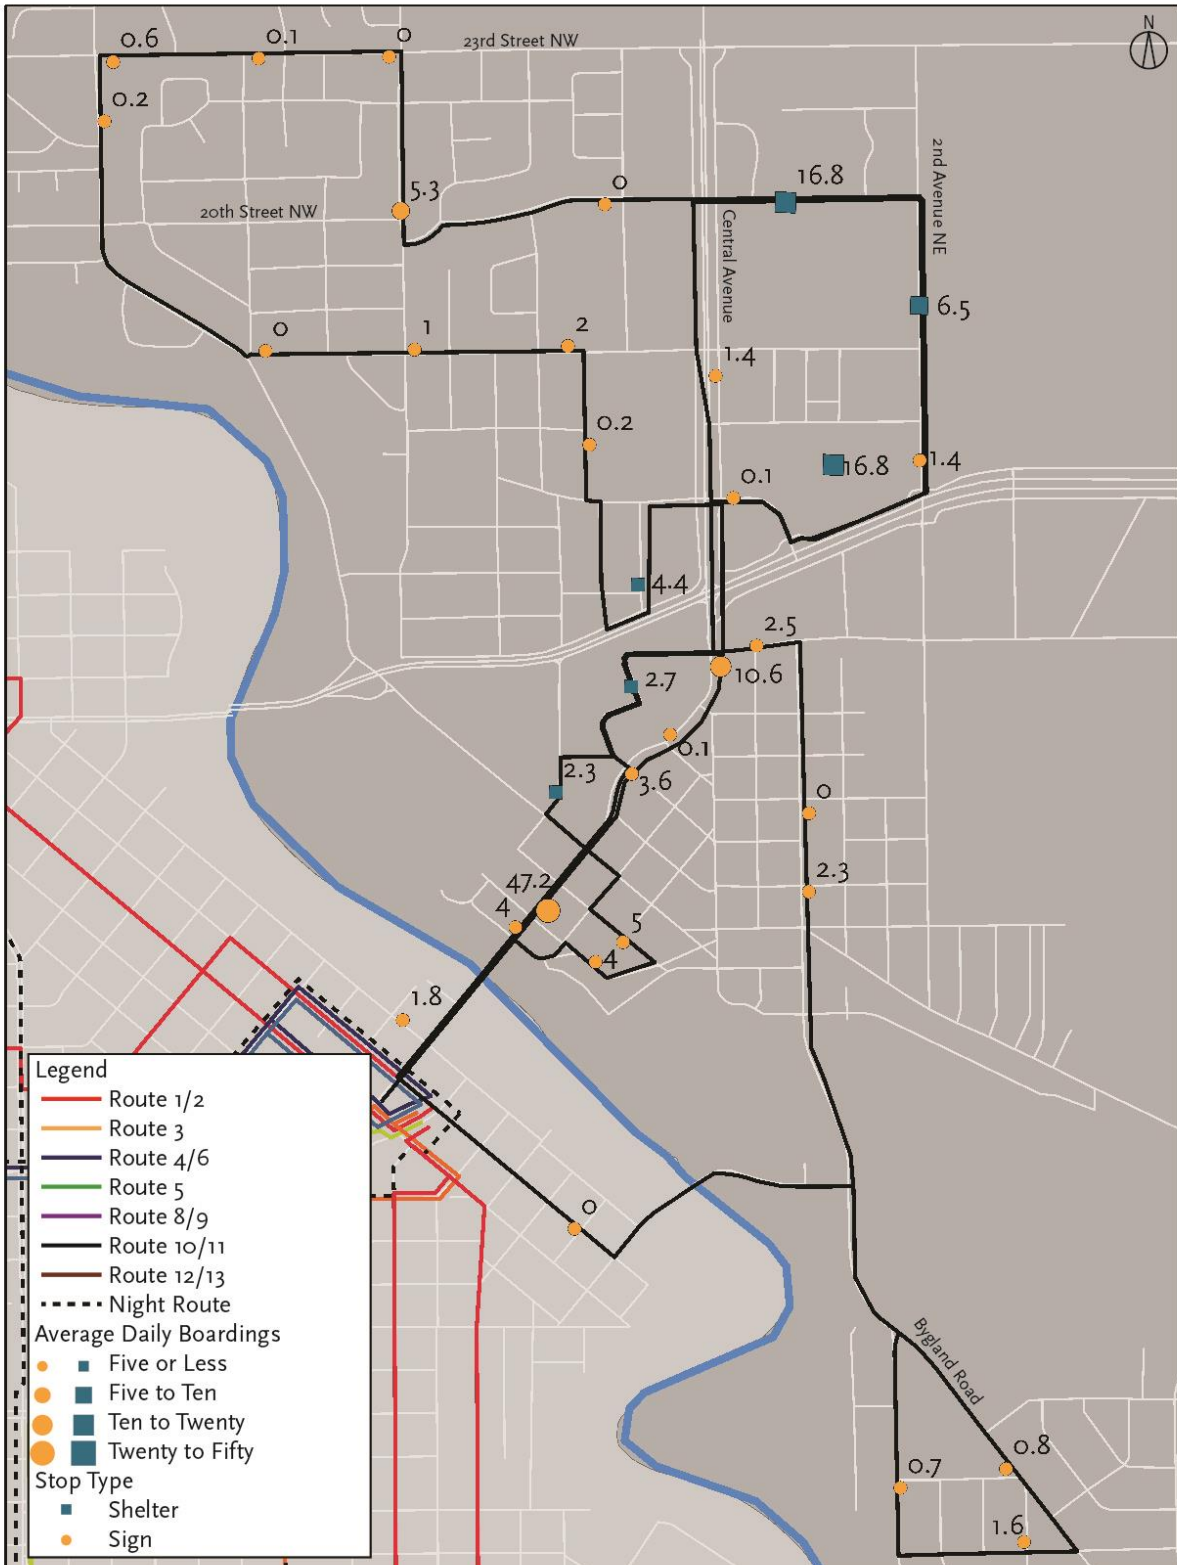 N
0.6
0.1
0
23rd Street NW
0.2
2nd Avenue NE
16.8
0
5.3
20th Street NW
Central Avenue
6.5
0
1
2
1.4
0.2
16.8
1.4
0.1
4.4
2.5
2.7
10.6
0.1
2.3
3.6
0
2.3
47.2
4
5
4
1.8
0
Legend
Route 1/2
Route 3
Route 4/6
Route 5
Route 8/9
Route 10/11
Route 12/13
Night Route
Average Daily Boardings
Five or Less
Five to Ten
Ten to Twenty
Twenty to Fifty
Stop Type
Shelter
Sign
Bygland Road
0.8
0.7
1.6